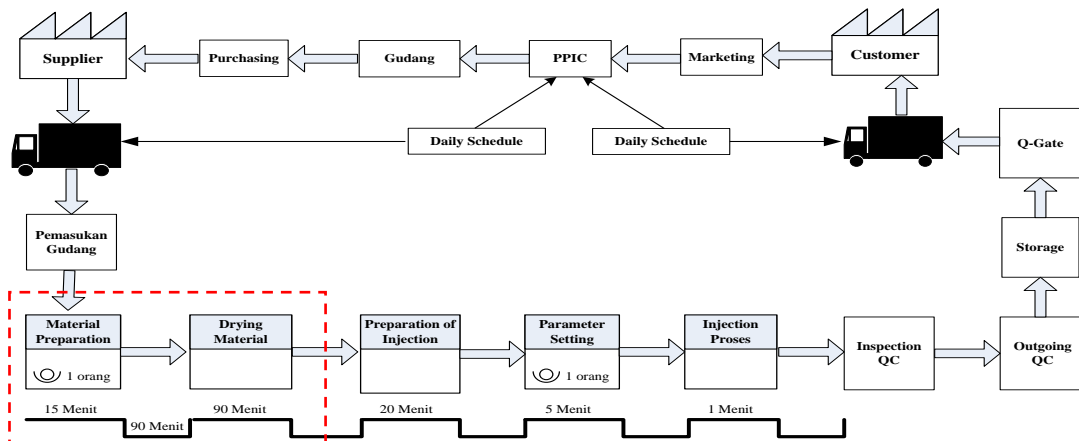 Supplier
Purchasing
Gudang
PPIC
Marketing
Customer
Daily Schedule
Daily Schedule
Q-Gate
Pemasukan
Gudang
Storage
Material
Preparation
1 orang
Drying
Material
Preparation of
Injection
Parameter
Setting
1 orang
Injection
Proses
Inspection
QC
Outgoing
QC
15 Menit
90 Menit
90 Menit
20 Menit
5 Menit
1 Menit